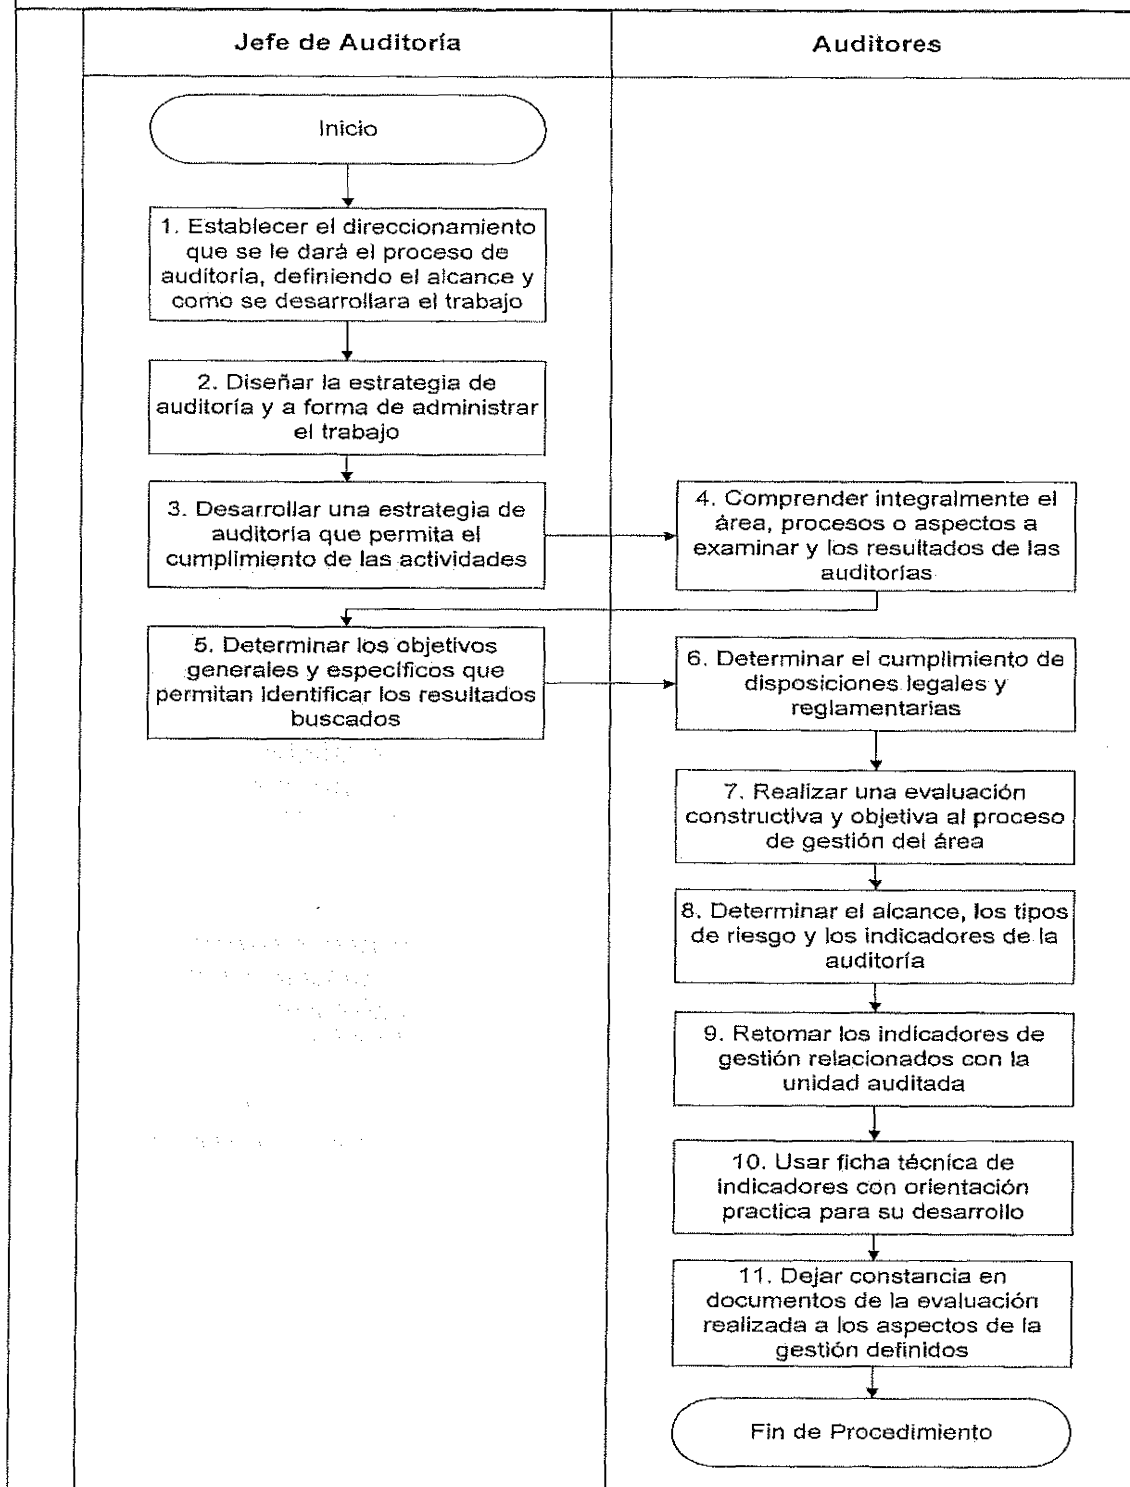 Jefe de Auditoría
Auditores
Inicio
1. Establecer el direccionamiento
que se le dará el proceso de
auditoría, definiendo el alcance y
como se desarrollara el trabajo
2. Diseñar la estrategia de
auditoría y a forma de administrar
el trabajo
3. Desarrollar una estrategia de
auditoría que permita el
cumplimiento de las actividades
4. Comprender integralmente el
área, procesos o aspectos a
examinar y los resultados de las
auditorías
5. Determinar los objetivos
generales y específicos que
permitan identificar los resultados
buscados
6. Determinar el cumplimiento de
disposiciones legales y
reglamentarias
7. Realizar una evaluación
constructiva y objetiva al proceso
de gestión del área
8. Determinar el alcance, los tipos
de riesgo y los indicadores de la
auditoría
9. Retomar los indicadores de
gestión relacionados con la
unidad auditada
10. Usar ficha técnica de
indicadores con orientación
practica para su desarrollo
11. Dejar constancia en
documentos de la evaluación
realizada a los aspectos de la
gestión definidos
Fin de Procedimiento